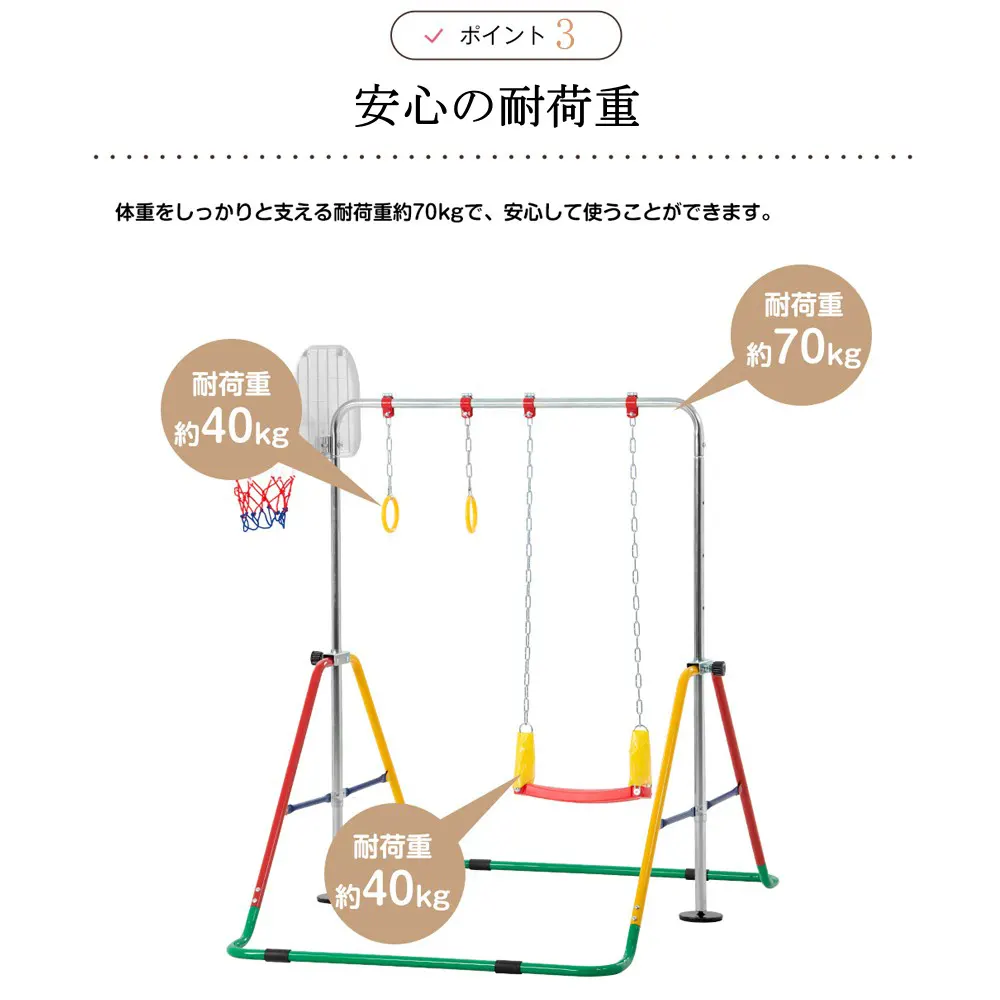 ポイント3
安心の耐荷重
体重をしっかりと支える耐荷重約70kgで、安心して使うことができます。
耐荷重
約70kg
耐荷重
約40kg
耐荷重
約40kg